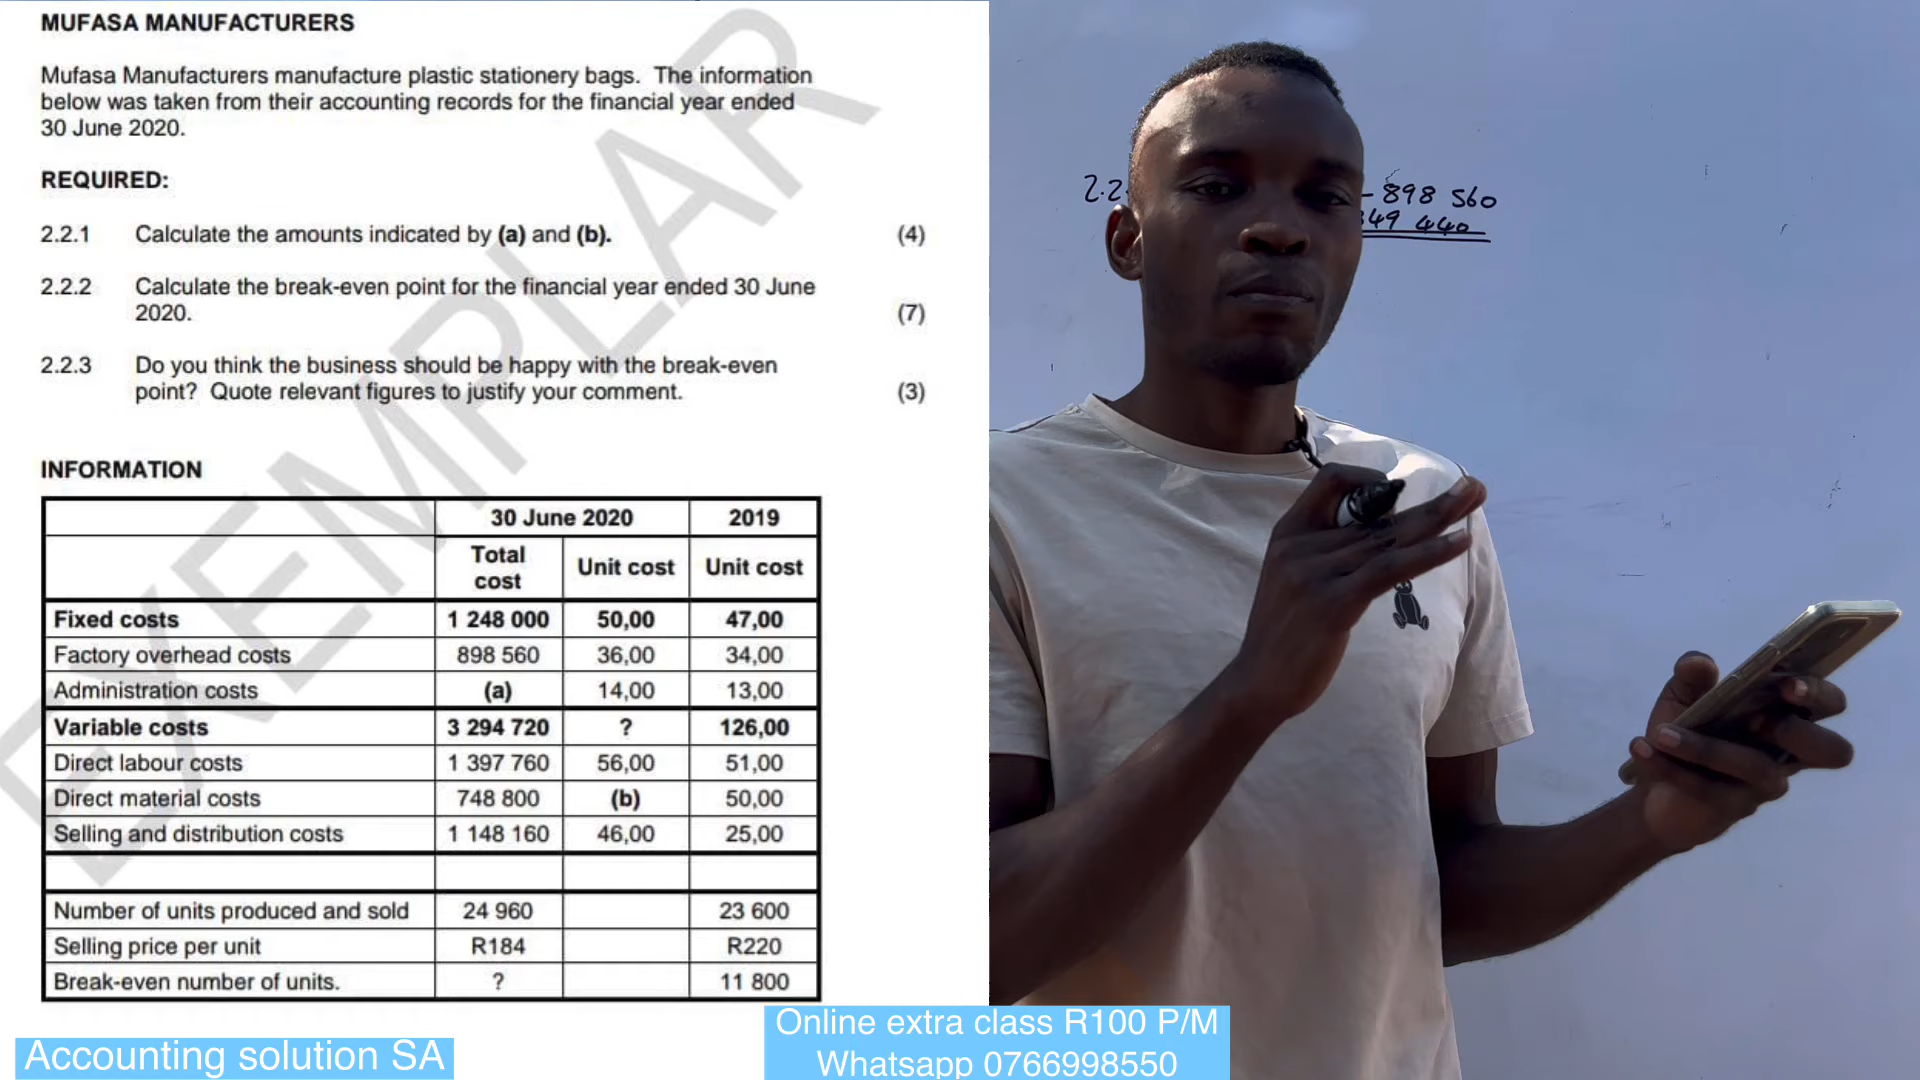 MUFASA MANUFACTURERS
Mufasa Manufacturers manufacture plastic stationery bags. The information
below was taken from their accounting records for the financial year ended
30 June 2020.
REQUIRED:
2.2.1 Calculate the amounts indicated by (a) and (b). (4)
2.2.2 Calculate the break-even point for the financial year ended 30 June
2020. (7)
2.2.3 Do you think the business should be happy with the break-even
point? Quote relevant figures to justify your comment. (3)
INFORMATION
30 June 2020 2019
Total
cost Unit cost Unit cost
Fixed costs 1 248 000 50,00 47,00
Factory overhead costs 898 560 36,00 34,00
Administration costs (a) 14,00 13,00
Variable costs 3 294 720 ? 126,00
Direct labour costs 1 397 760 56,00 51,00
Direct material costs 748 800 (b) 50,00
Selling and distribution costs 1 148 160 46,00 25,00
Number of units produced and sold 24 960 23 600
Selling price per unit R184 R220
Break-even number of units. ? 11 800
EXEMPLAR
2.2. - 898 560
49 440
Accounting solution SA
Online extra class R100 P/M
Whatsapp 0766998550